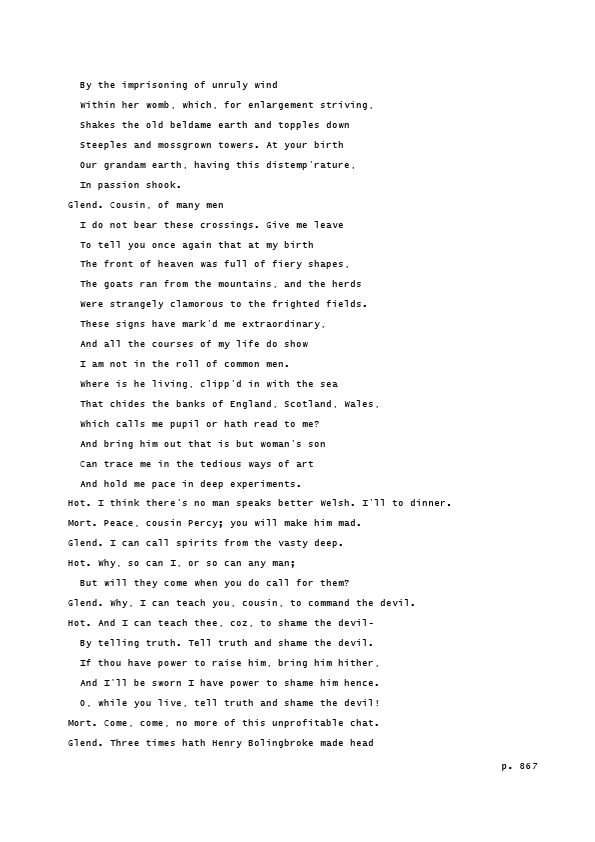 By the imprisoning of unruly wind
Within her womb, which, for enlargement striving,
Shakes the old beldame earth and topples down
Steeples and mossgrown towers. At your birth
Our grandam earth, having this distemp'rature,
In passion shook.
Glend. Cousin, of many men
I do not bear these crossings. Give me leave
To tell you once again that at my birth
The front of heaven was full of fiery shapes,
The goats ran from the mountains, and the herds
Were strangely clamorous to the frighted fields.
These signs have mark'd me extraordinary,
And all the courses of my life do show
I am not in the roll of common men.
Where is he living, clipp'd in with the sea
That chides the banks of England, Scotland, Wales,
Which calls me pupil or hath read to me?
And bring him out that is but woman's son
Can trace me in the tedious ways of art
And hold me pace in deep experiments.
Hot. I think there's no man speaks better Welsh. I'll to dinner.
Mort. Peace, cousin Percy; you will make him mad.
Glend. I can call spirits from the vasty deep.
Hot. Why, so can I, or so can any man;
But will they come when you do call for them?
Glend. Why, I can teach you, cousin, to command the devil.
Hot. And I can teach thee, coz, to shame the devil-
By telling truth. Tell truth and shame the devil.
If thou have power to raise him, bring him hither,
And I'll be sworn I have power to shame him hence.
O, while you live, tell truth and shame the devil!
Mort. Come, come, no more of this unprofitable chat.
Glend. Three times hath Henry Bolingbroke made head
p. 867